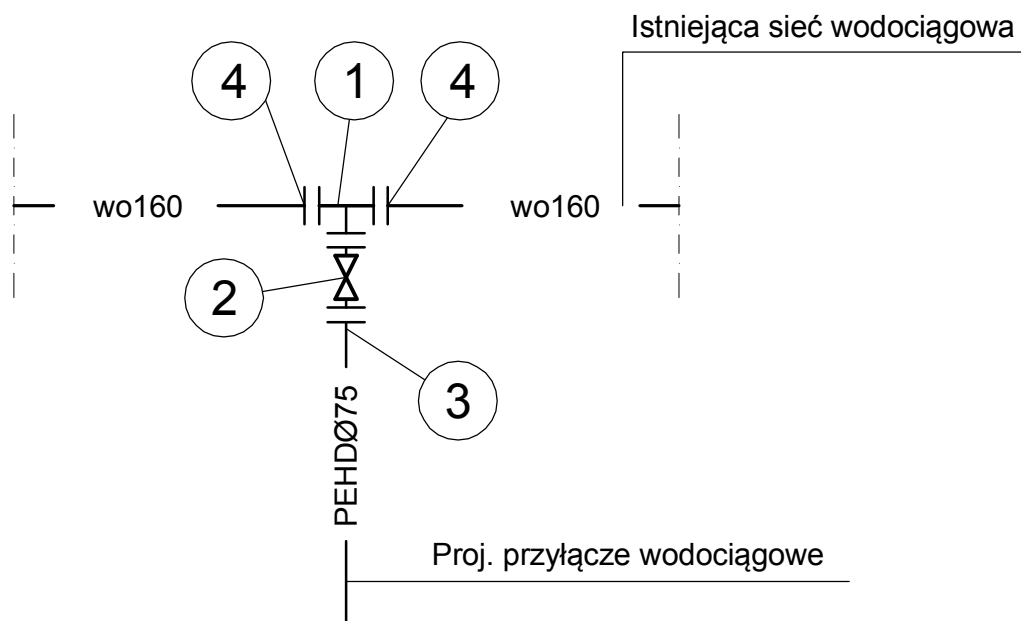 Istniejąca sieć wodociągowa
4
1
4
wo160
wo160
2
3
PEHDØ75
Proj. przyłącze wodociągowe